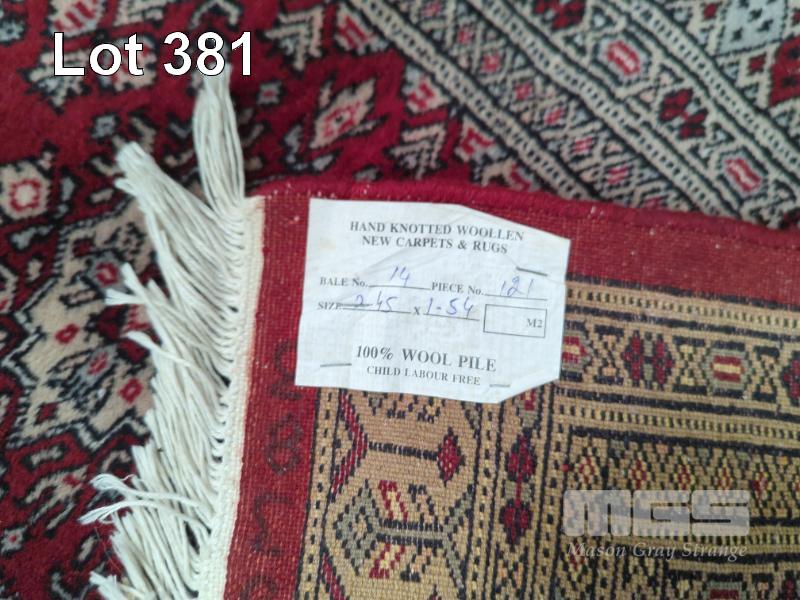 Lot 381
HAND KNOTTED WOOLLEN
NEW CARPETS & RUGS
BALE No. 14 PIECE No. 121
SIZE 2-45 X 1-54 M2
100% WOOL PILE
CHILD LABOUR FREE
MGS
Mason Gray Strange